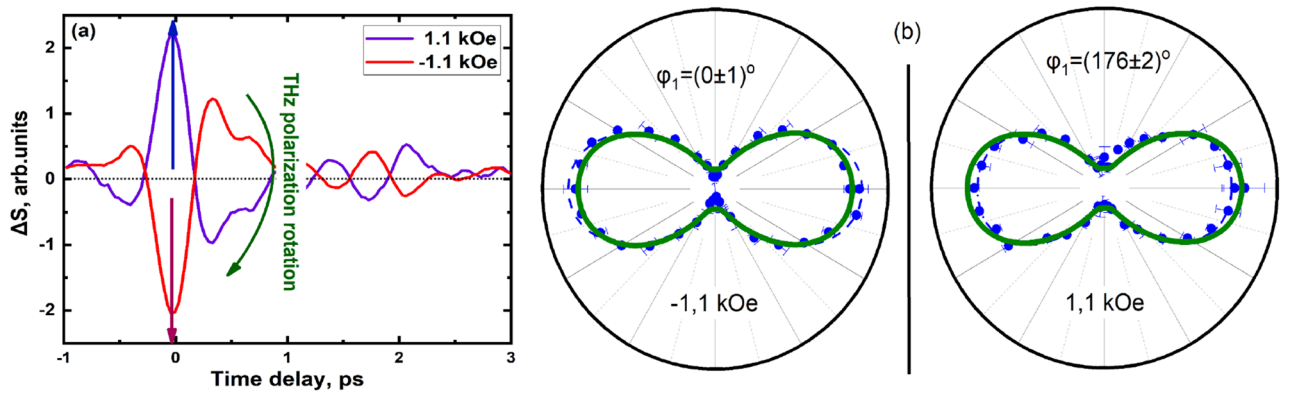 (a)
1.1 kOe
-1.1 kOe
ΔS, arb.units
2
1
0
-1
-2
THz polarization rotation
-1
0
1
2
3
Time delay, ps
φ₁=(0±1)°
-1,1 kOe
(b)
φ₁=(176±2)°
1,1 kOe